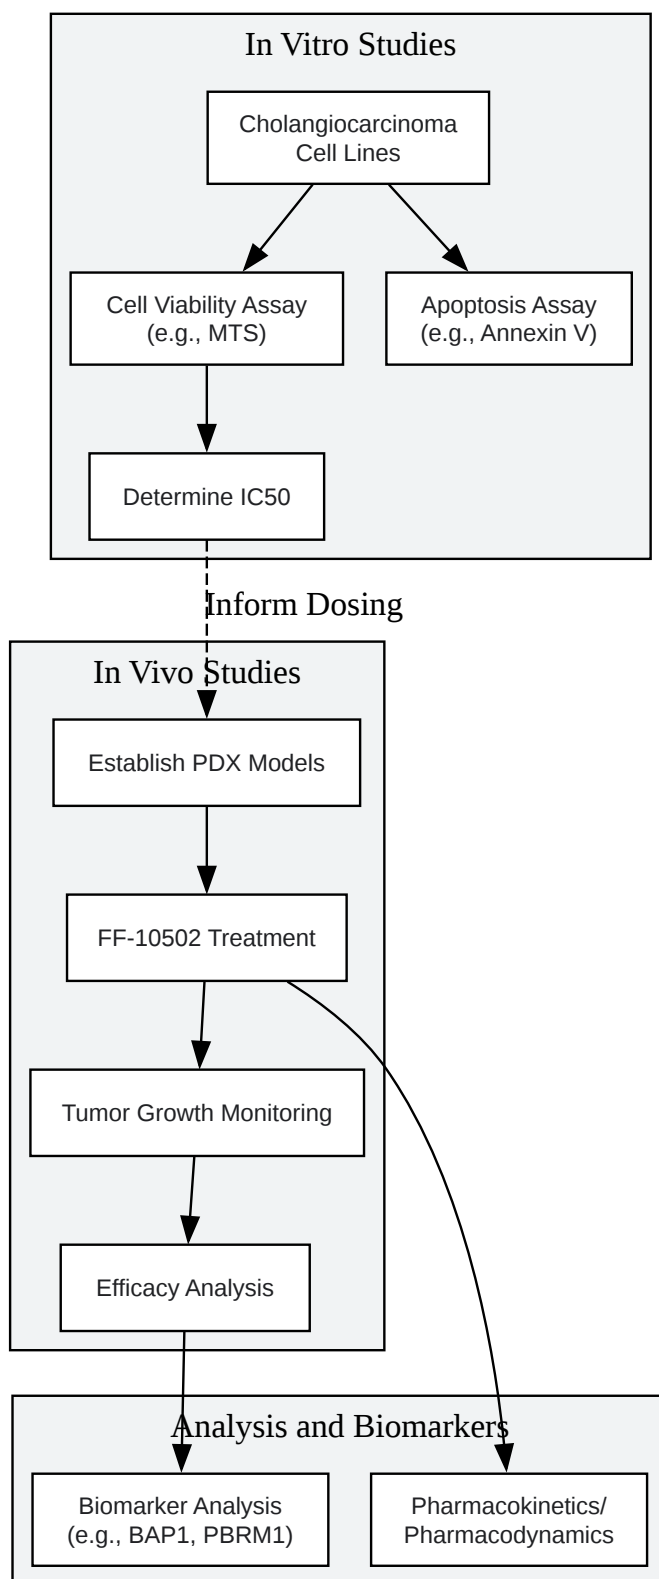 In Vitro Studies
Cholangiocarcinoma
Cell Lines
Cell Viability Assay
(e.g., MTS)
Apoptosis Assay
(e.g., Annexin V)
Determine IC50
Inform Dosing
In Vivo Studies
Establish PDX Models
FF-10502 Treatment
Tumor Growth Monitoring
Efficacy Analysis
Analysis and Biomarkers
Biomarker Analysis
(e.g., BAP1, PBRM1)
Pharmacokinetics/
Pharmacodynamics